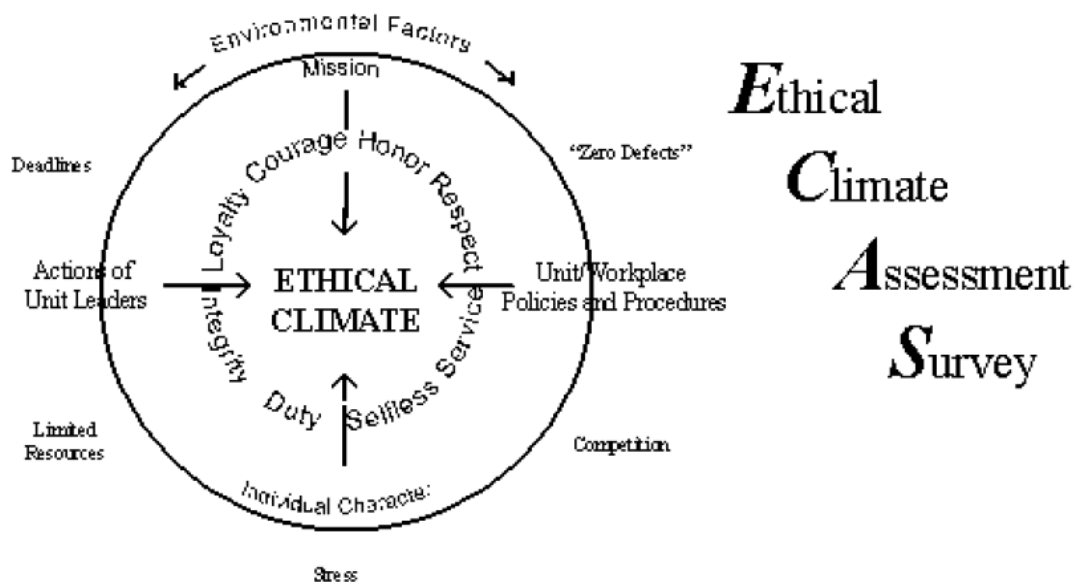 Environmental Factors
Mission
Deadlines
"Zero Defects"
Loyalty Courage Honor Respect
Actions of
Unit Leaders
ETHICAL
CLIMATE
Unit/Workplace
Policies and Procedures
Integrity Duty Selfless Service
Limited
Resources
Competition
Individual Character
Stress
Ethical
Climate
Assessment
Survey